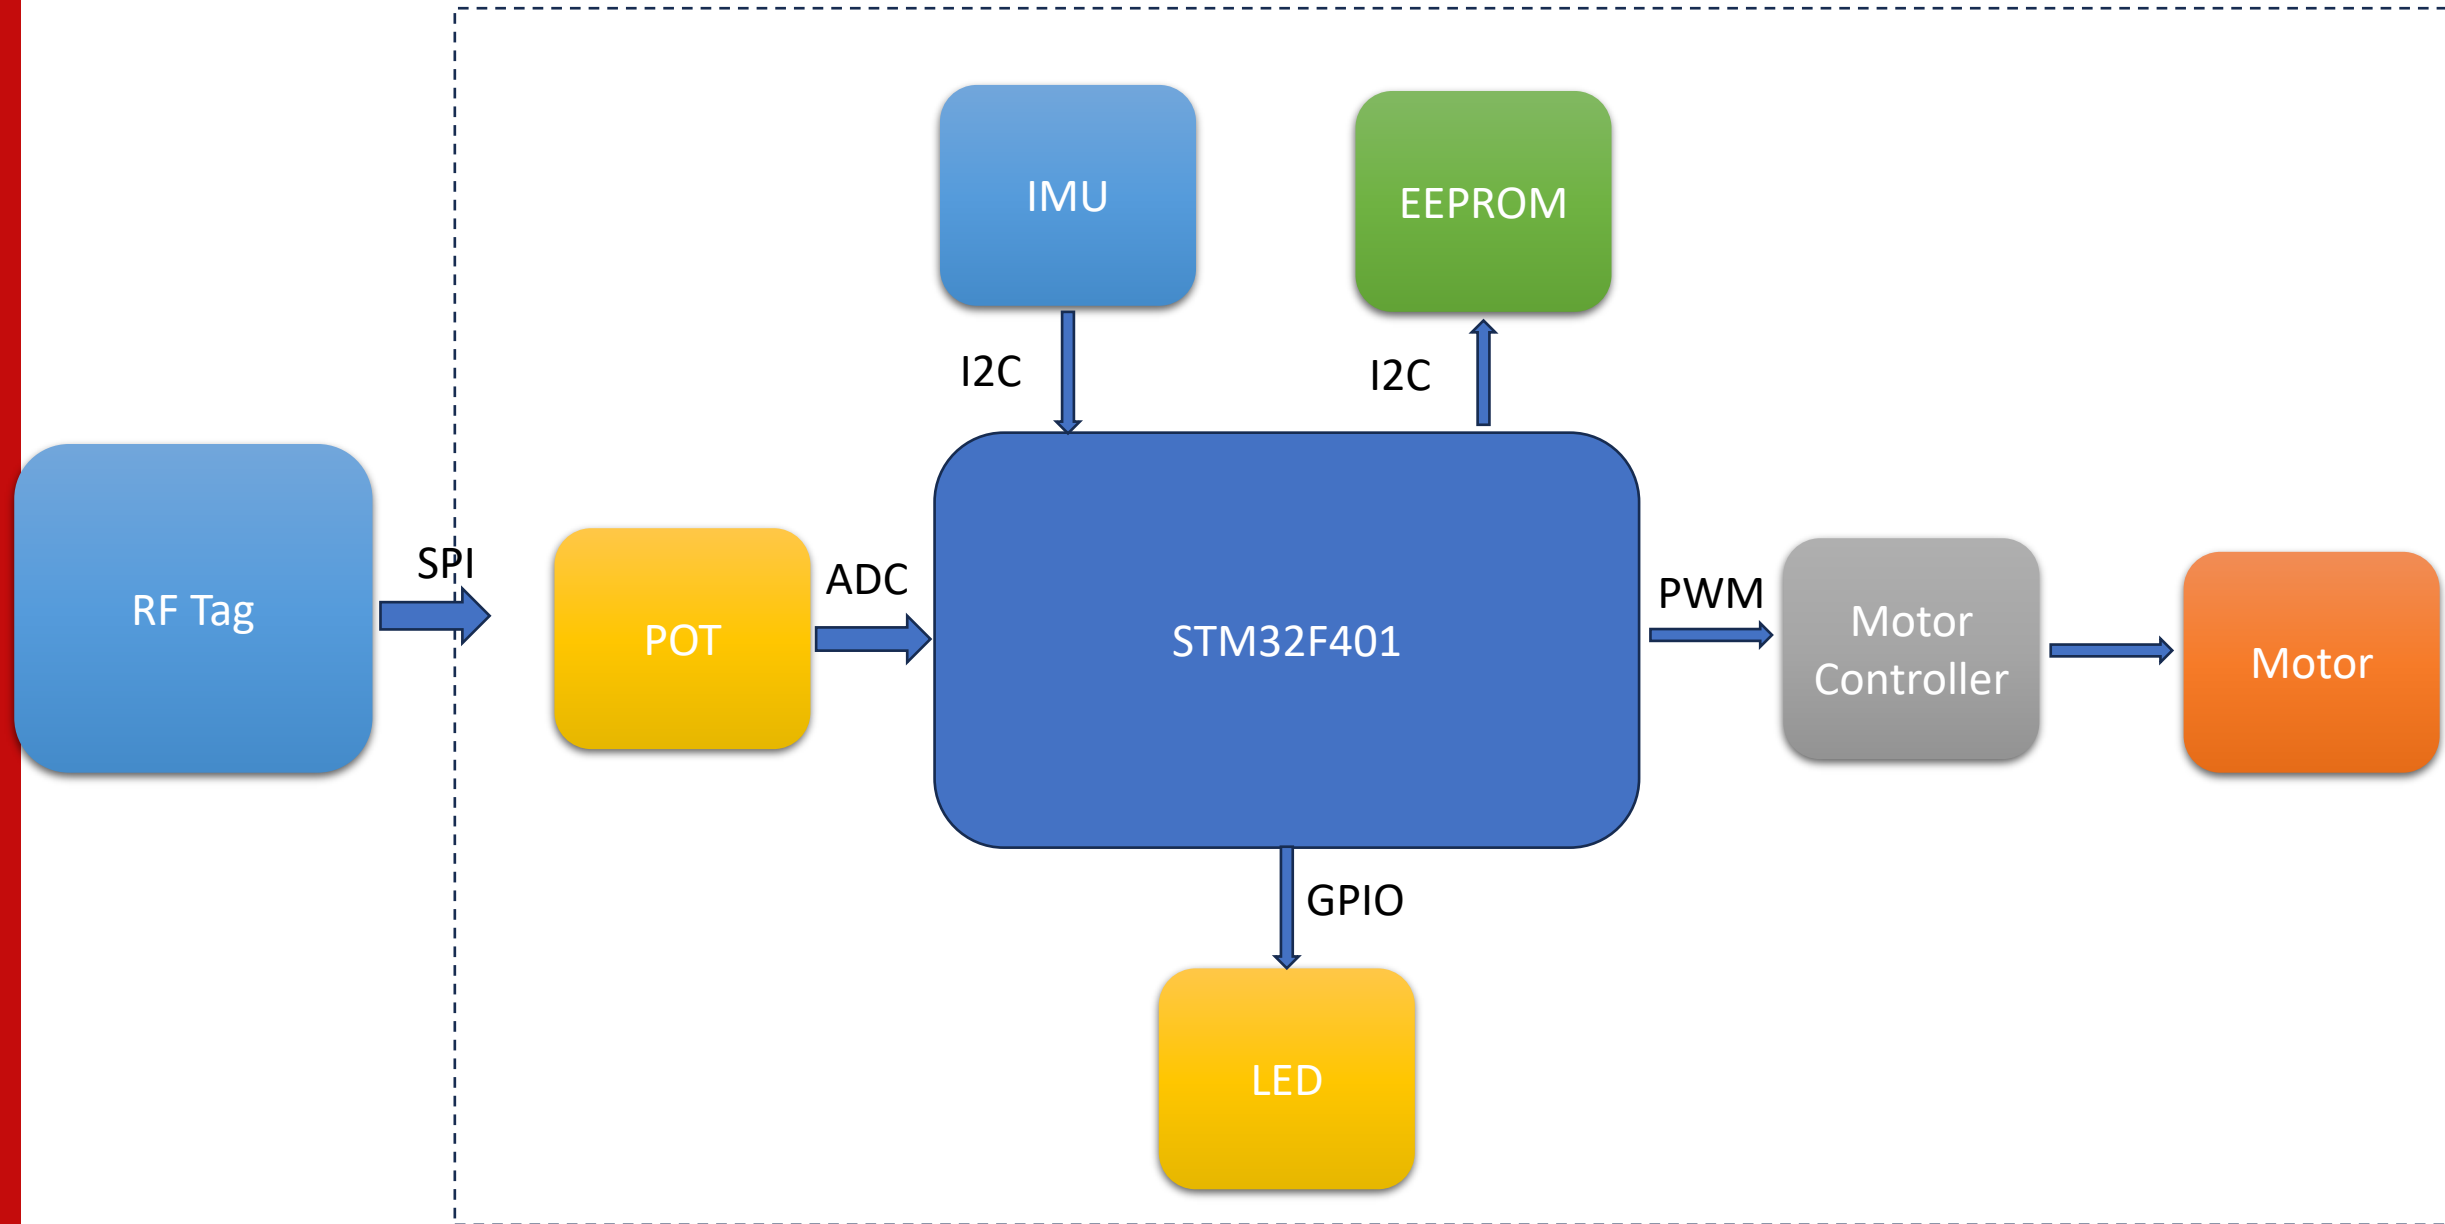 IMU
EEPROM
I2C
I2C
RF Tag
SPI
POT
ADC
STM32F401
PWM
Motor
Controller
Motor
GPIO
LED